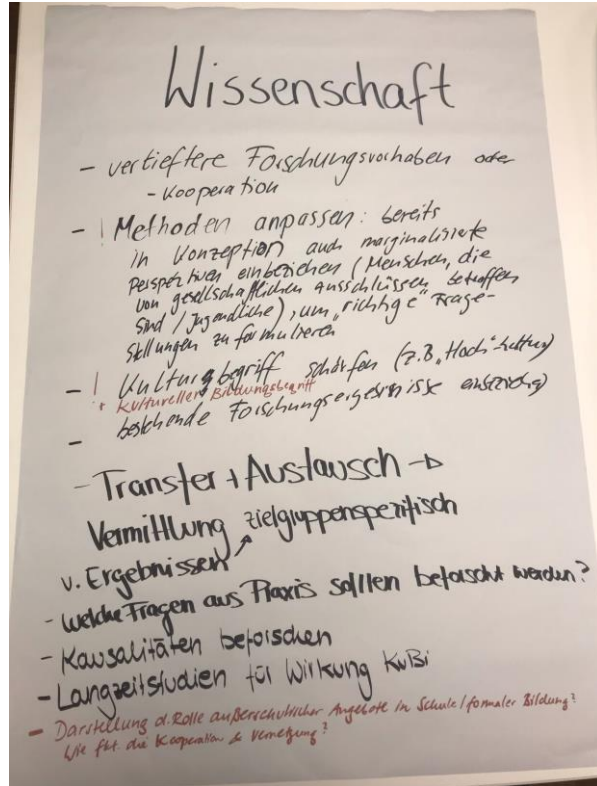 Wissenschaft
- vertieftere Forschungsvorhaben oder
- Kooperation
- ! Methoden anpassen: bereits
in Konzeption auch marginalisierte
Perspektiven einbeziehen (Menschen, die
von gesellschaftlichen Ausschlüssen betroffen
sind / Jugendliche), um "richtige" Frage-
stellungen zu formulieren
- ! Kulturbegriff schärfen (z.B. "Hoch"kultur)
+ Kultureller Bildungsbegriff
- bestehende Forschungsergebnisse
- Transfer + Austausch →
Vermittlung zielgruppenspezifisch
v. Ergebnissen
- welche Fragen aus Praxis sollten beforscht werden?
- Kausalitäten beforschen
- Langzeitstudien für Wirkung KuBi
- Darstellung d. Rolle außerschulischer Angebote in Schule / formaler Bildung?
Wie fkt. die Kooperation & Vernetzung?